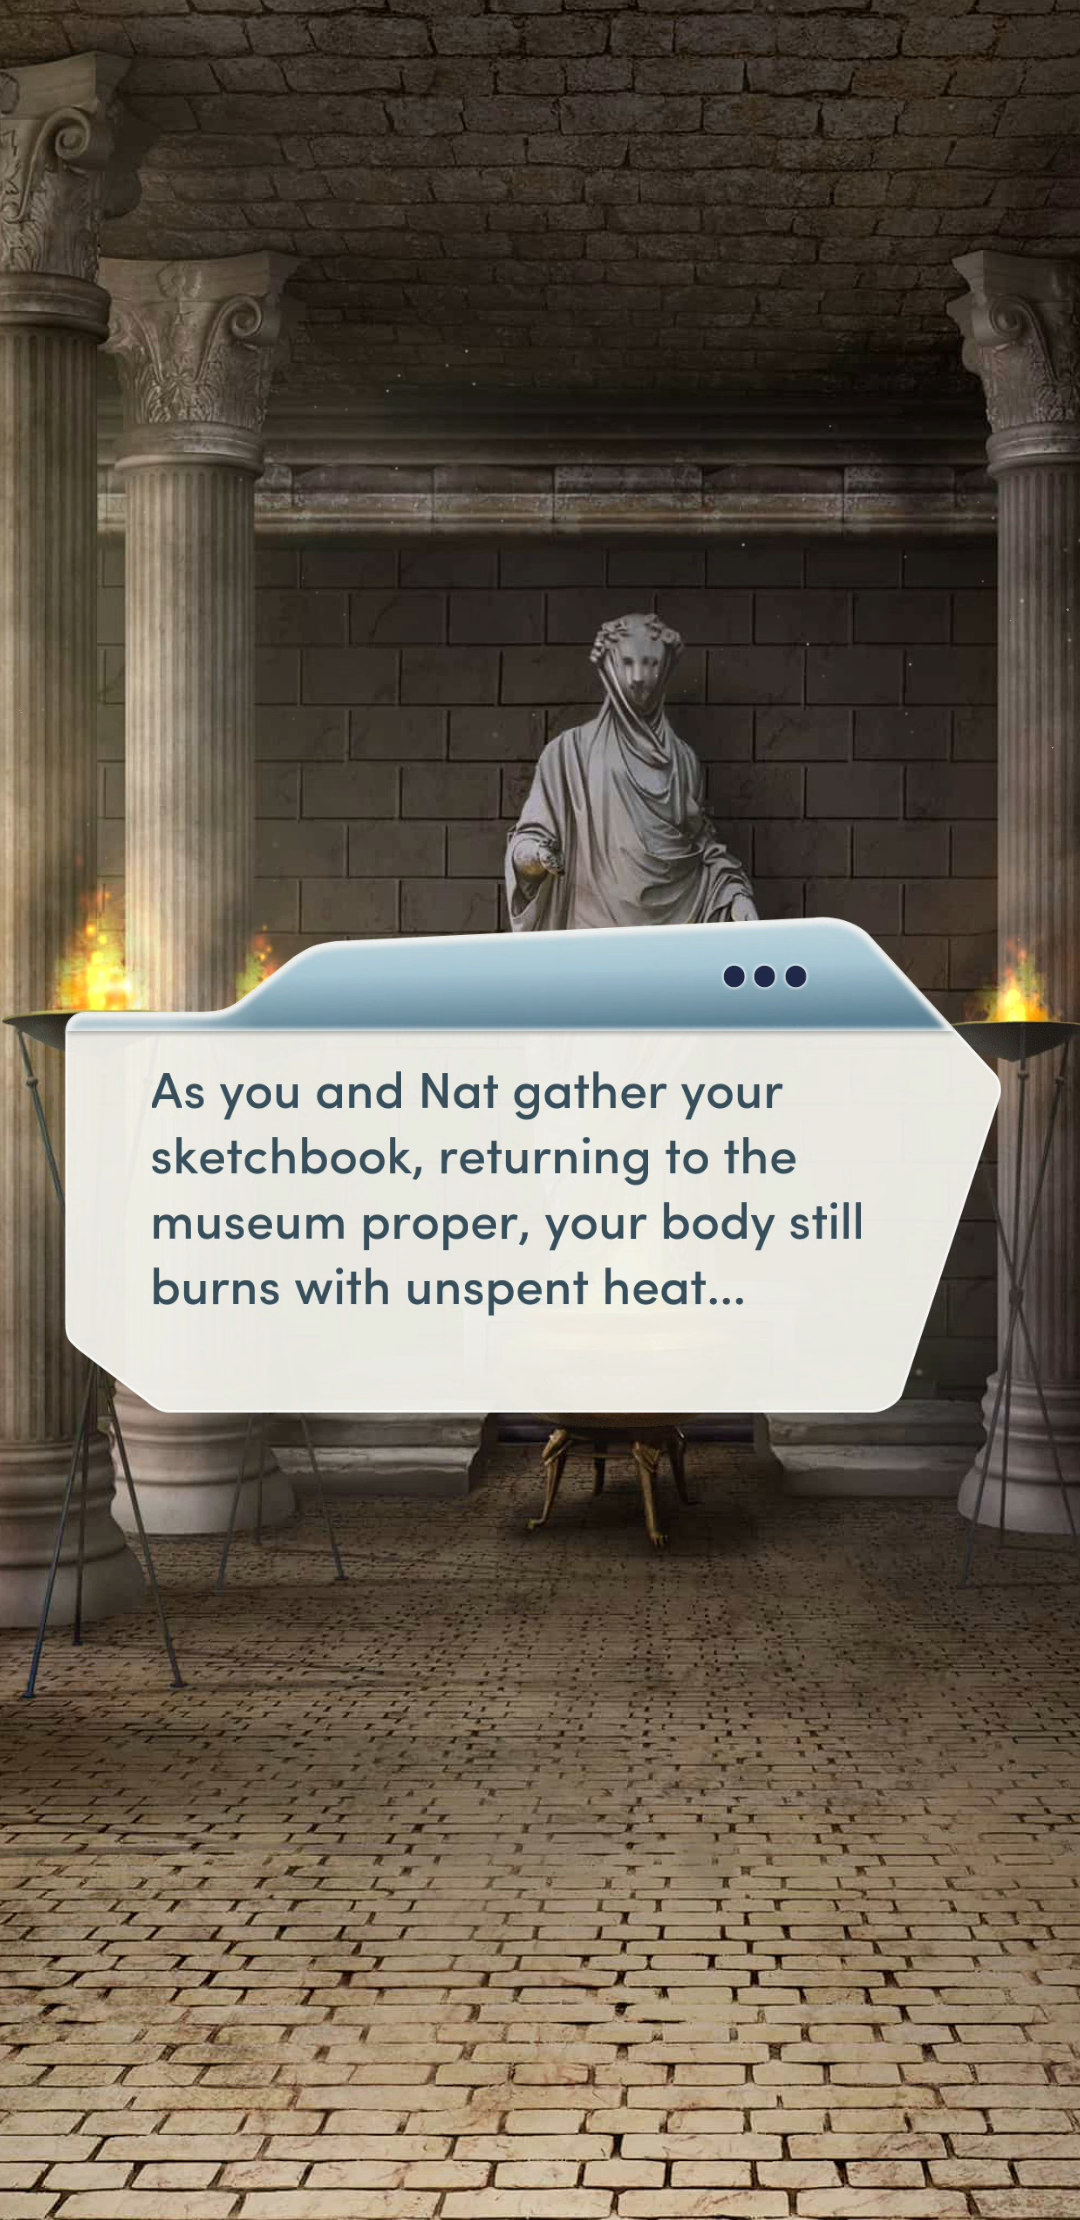 As you and Nat gather your
sketchbook, returning to the
museum proper, your body still
burns with unspent heat...